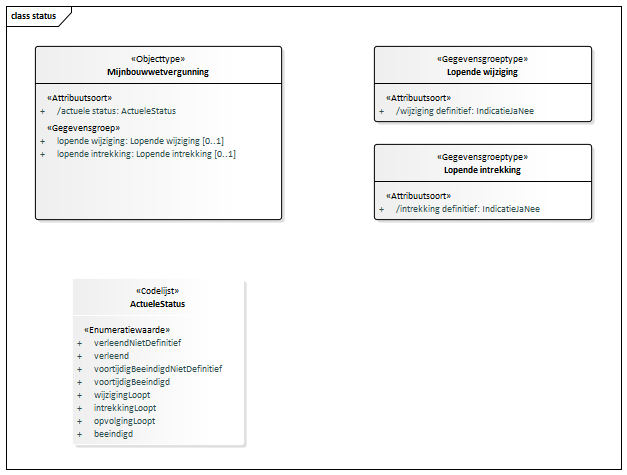 class status
«Objecttype»
Mijnbouwwetvergunning
«Attribuutsoort»
+ /actuele status: ActueleStatus
«Gegevensgroep»
+ lopende wijziging: Lopende wijziging [0..1]
+ lopende intrekking: Lopende intrekking [0..1]
«Gegevensgroeptype»
Lopende wijziging
«Attribuutsoort»
+ /wijziging definitief: IndicatieJaNee
«Gegevensgroeptype»
Lopende intrekking
«Attribuutsoort»
+ /intrekking definitief: IndicatieJaNee
«Codelijst»
ActueleStatus
«Enumeratiewaarde»
+ verleendNietDefinitief
+ verleend
+ voortijdigBeeindigdNietDefinitief
+ voortijdigBeeindigd
+ wijzigingLoopt
+ intrekkingLoopt
+ opvolgingLoopt
+ beeindigd